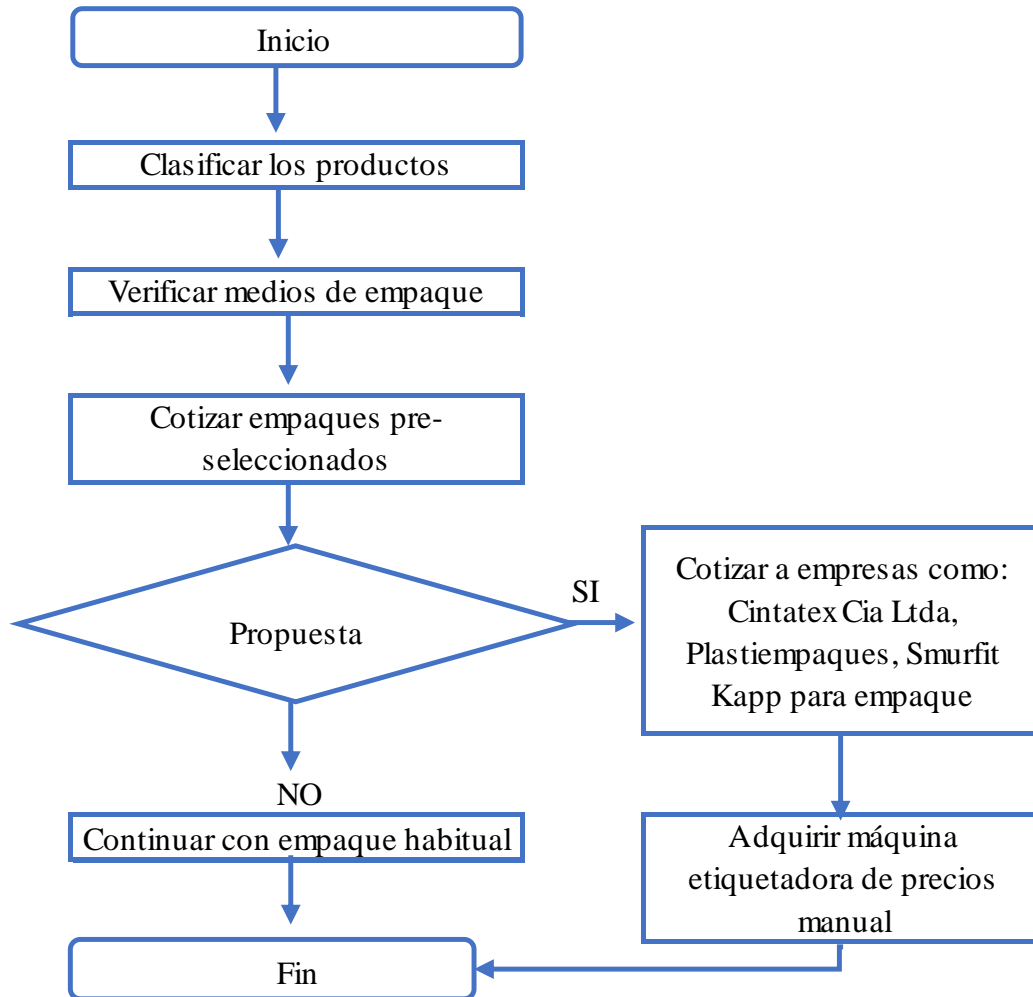 Inicio
Clasificar los productos
Verificar medios de empaque
Cotizar empaques pre-
seleccionados
Propuesta
SI
Cotizar a empresas como:
Cintatex Cia Ltda,
Plastiempaques, Smurfit
Kapp para empaque
NO
Continuar con empaque habitual
Adquirir máquina
etiquetadora de precios
manual
Fin